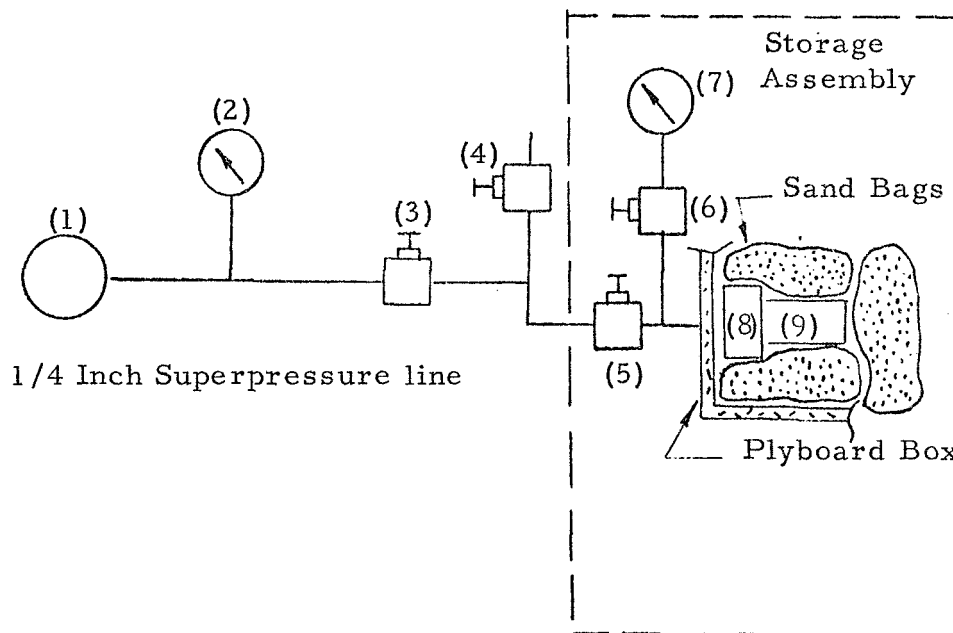 Storage
Assembly
(7)
(2)
(4)
Sand Bags
(6)
(3)
(1)
(8)
(9)
(5)
1/4 Inch Superpressure line
Plyboard Box